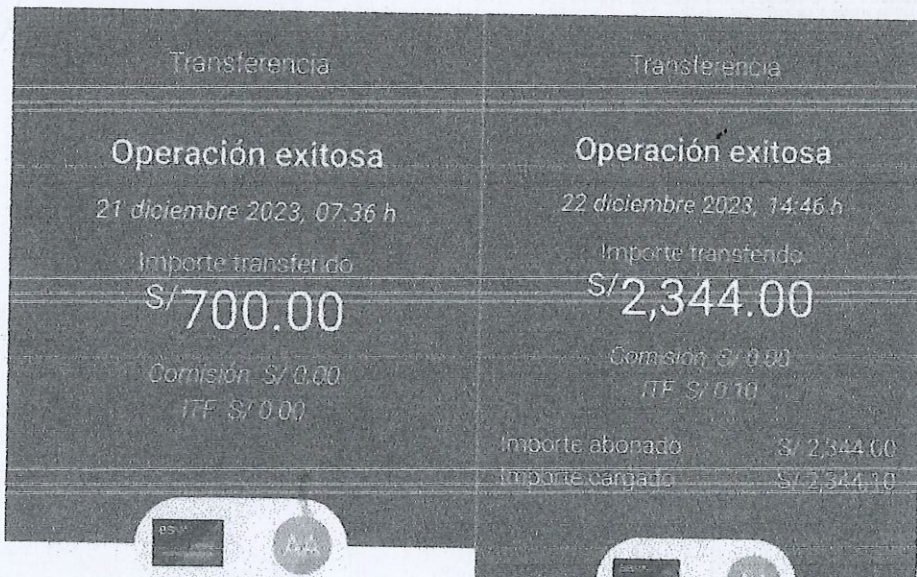 Transferencia
Operación exitosa
21 diciembre 2023, 07:36 h
Importe transferido
S/700.00
Comisión S/ 0.00
ITF S/ 0.00
AA
Transferencia
Operación exitosa
22 diciembre 2023, 14:46 h
Importe transferido
S/2,344.00
Comisión S/ 0.00
ITF S/ 0.10
Importe abonado S/ 2,344.00
Importe cargado S/ 2,344.10